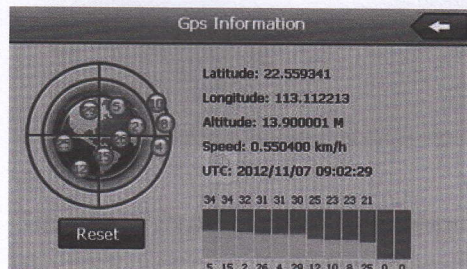 Gps Information
Latitude: 22.559341
Longitude: 113.112213
Altitude: 13.900001 M
Speed: 0.550400 km/h
UTC: 2012/11/07 09:02:29
34 34 32 31 31 30 25 23 23 21
Reset
5 15 2 26 4 29 12 10 8 25 0 0